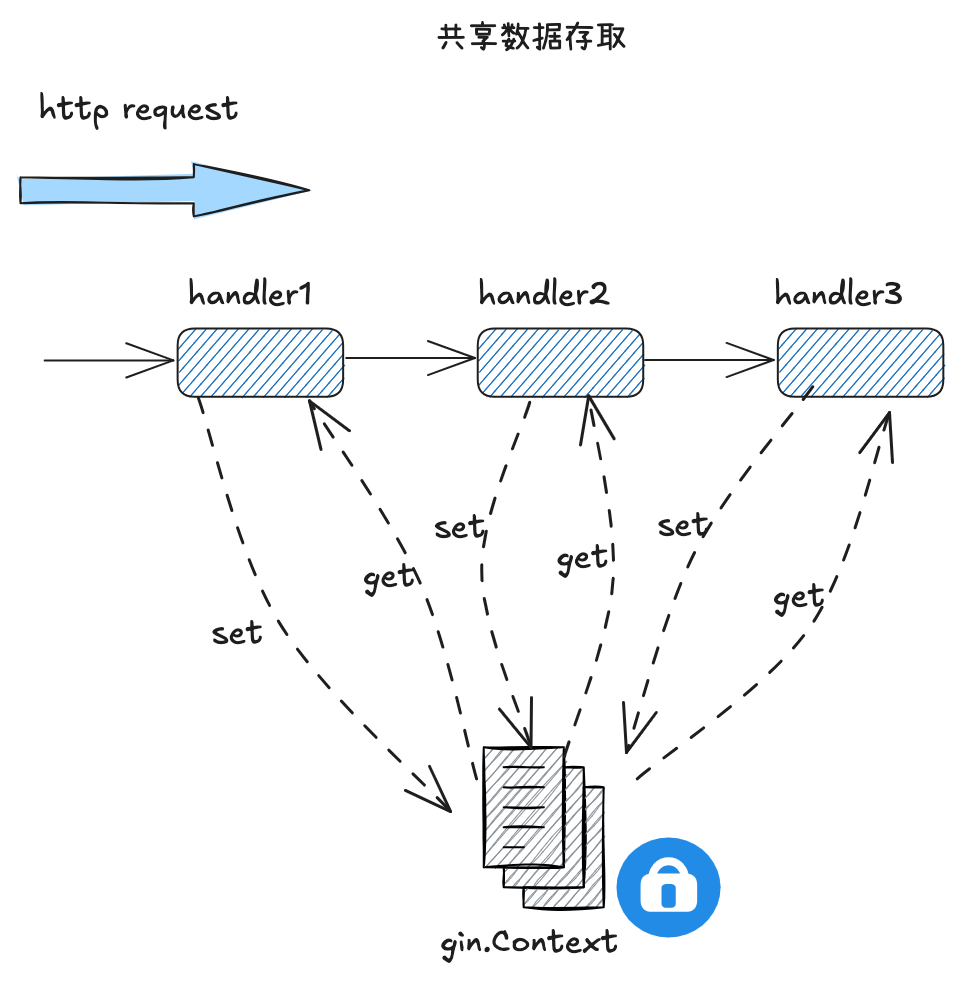 共享数据存取
http request
handler1
handler2
handler3
set
get
set
get
set
get
gin.Context